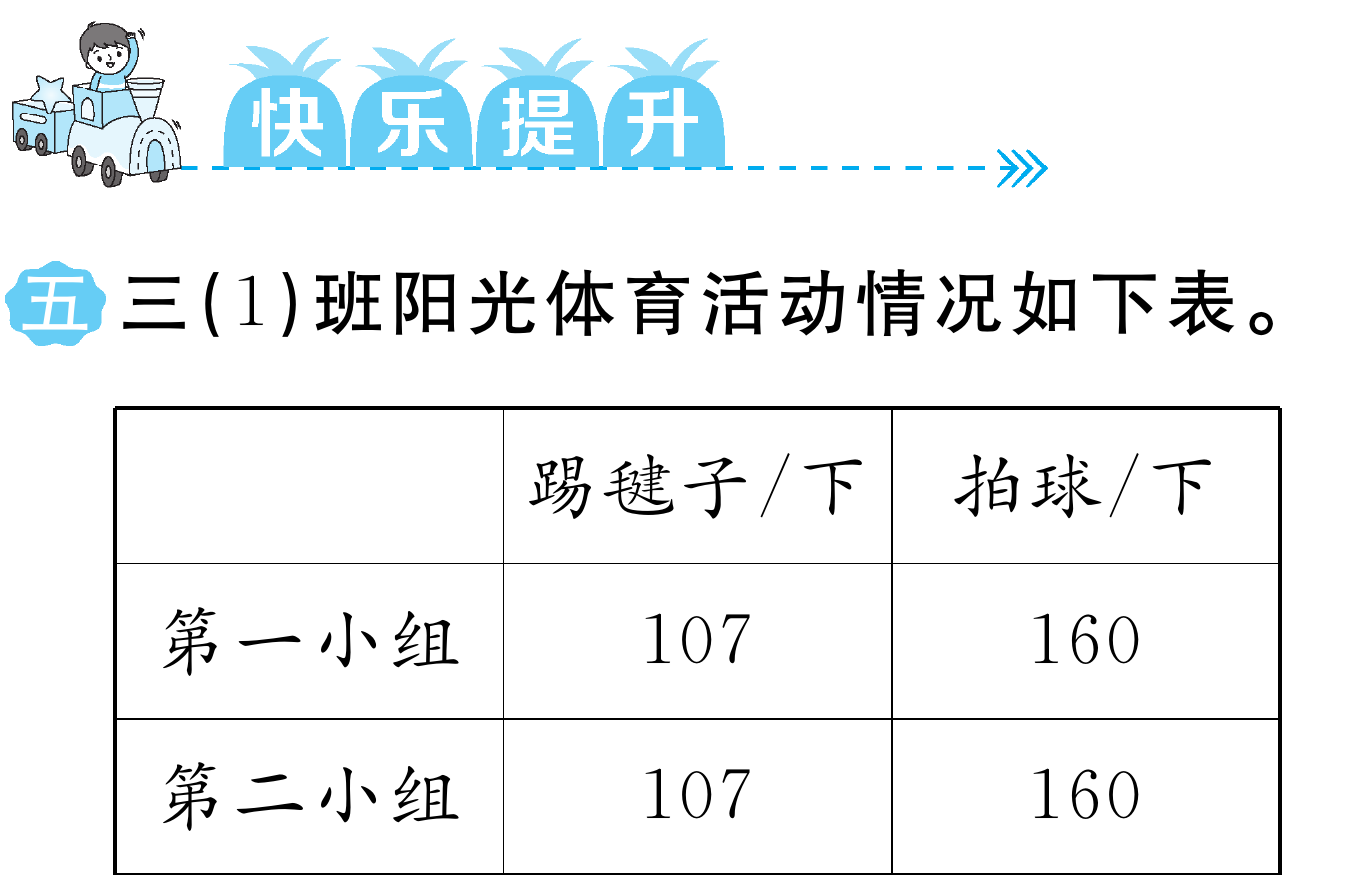 快乐提升
五 三(1)班阳光体育活动情况如下表。
踢毽子/下 拍球/下
第一小组 107 160
第二小组 107 160